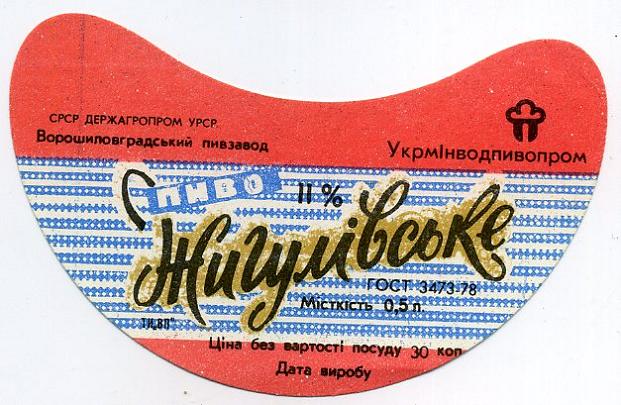 СРСР ДЕРЖАГРОПРОМ УРСР
Ворошиловградський пивзавод
Укрмінводпивопром
ПИВО 11%
Жигулівське
ГОСТ 3473-78
Місткість 0,5 л.
Ціна без вартості посуду 30 коп
Дата виробу